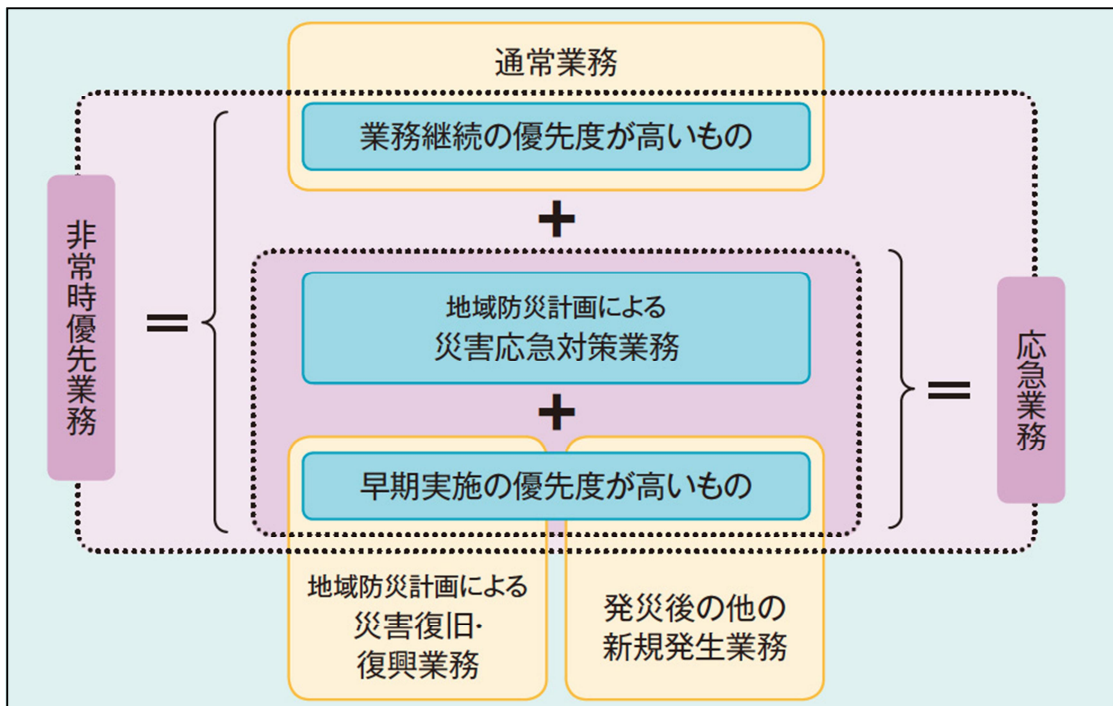 通常業務
業務継続の優先度が高いもの
+
非常時優先業務
=
地域防災計画による
災害応急対策業務
=
応急業務
+
早期実施の優先度が高いもの
地域防災計画による
災害復旧・
復興業務
発災後の他の
新規発生業務